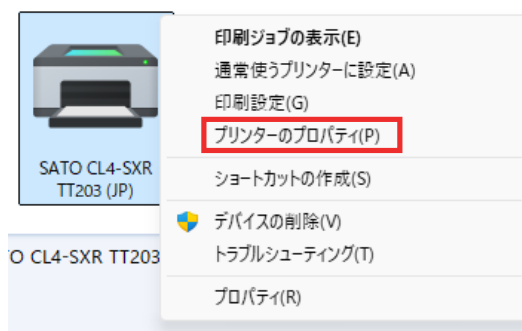 印刷ジョブの表示(E)
通常使うプリンターに設定(A)
印刷設定(G)
プリンターのプロパティ(P)
SATO CL4-SXR
TT203 (JP)
ショートカットの作成(S)
デバイスの削除(V)
TO CL4-SXR TT203
トラブルシューティング(T)
プロパティ(R)